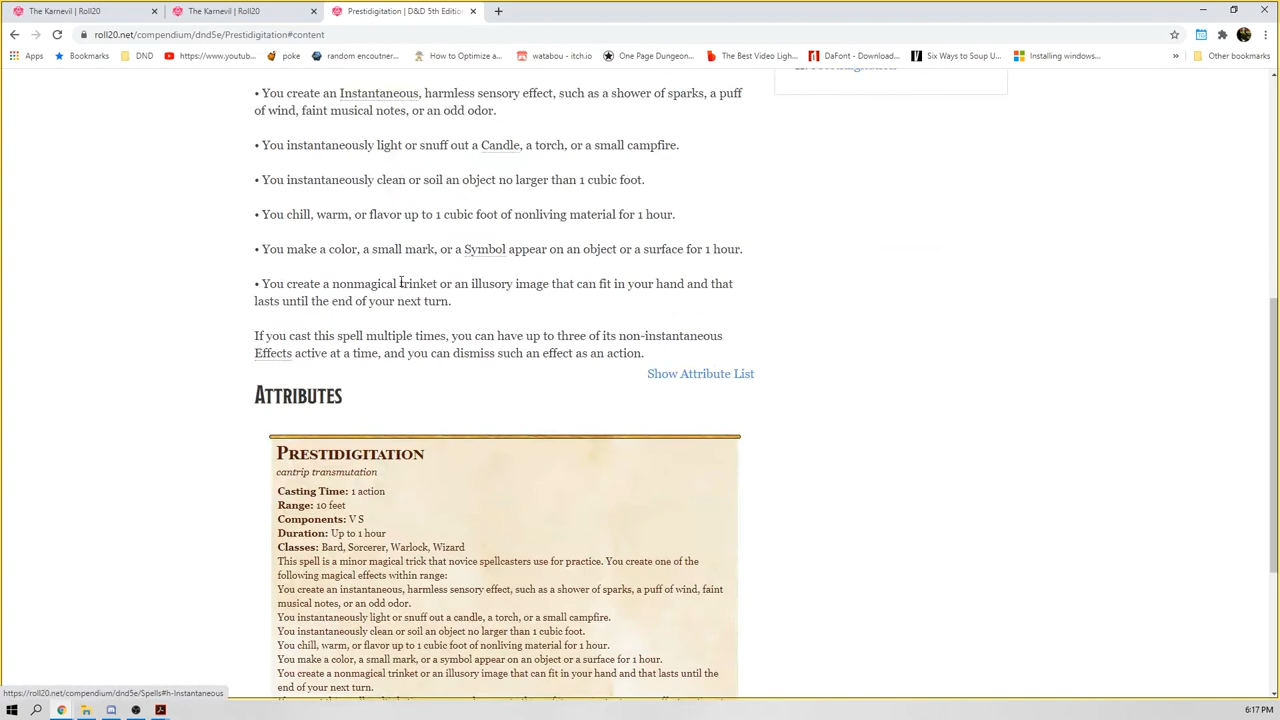 The Karnevil | Roll20
The Karnevil | Roll20
Prestidigitation | D&D 5th Edition
roll20.net/compendium/dnd5e/Prestidigitation#content
Apps
Bookmarks
DND
https://www.youtub...
poke
random encoutner...
How to Optimize a...
watabou - itch.io
One Page Dungeon...
The Best Video Ligh...
DaFont - Download...
Six Ways to Soup U...
Installing windows...
»
Other bookmarks
• You create an Instantaneous, harmless sensory effect, such as a shower of sparks, a puff
of wind, faint musical notes, or an odd odor.
• You instantaneously light or snuff out a Candle, a torch, or a small campfire.
• You instantaneously clean or soil an object no larger than 1 cubic foot.
• You chill, warm, or flavor up to 1 cubic foot of nonliving material for 1 hour.
• You make a color, a small mark, or a Symbol appear on an object or a surface for 1 hour.
• You create a nonmagical trinket or an illusory image that can fit in your hand and that
lasts until the end of your next turn.
If you cast this spell multiple times, you can have up to three of its non-instantaneous
Effects active at a time, and you can dismiss such an effect as an action.
Show Attribute List
ATTRIBUTES
PRESTIDIGITATION
cantrip transmutation
Casting Time: 1 action
Range: 10 feet
Components: V S
Duration: Up to 1 hour
Classes: Bard, Sorcerer, Warlock, Wizard
This spell is a minor magical trick that novice spellcasters use for practice. You create one of the
following magical effects within range:
You create an instantaneous, harmless sensory effect, such as a shower of sparks, a puff of wind, faint
musical notes, or an odd odor.
You instantaneously light or snuff out a candle, a torch, or a small campfire.
You instantaneously clean or soil an object no larger than 1 cubic foot.
You chill, warm, or flavor up to 1 cubic foot of nonliving material for 1 hour.
You make a color, a small mark, or a symbol appear on an object or a surface for 1 hour.
You create a nonmagical trinket or an illusory image that can fit in your hand and that lasts until the
end of your next turn.
https://roll20.net/compendium/dnd5e/Spells#h-Instantaneous
6:17 PM